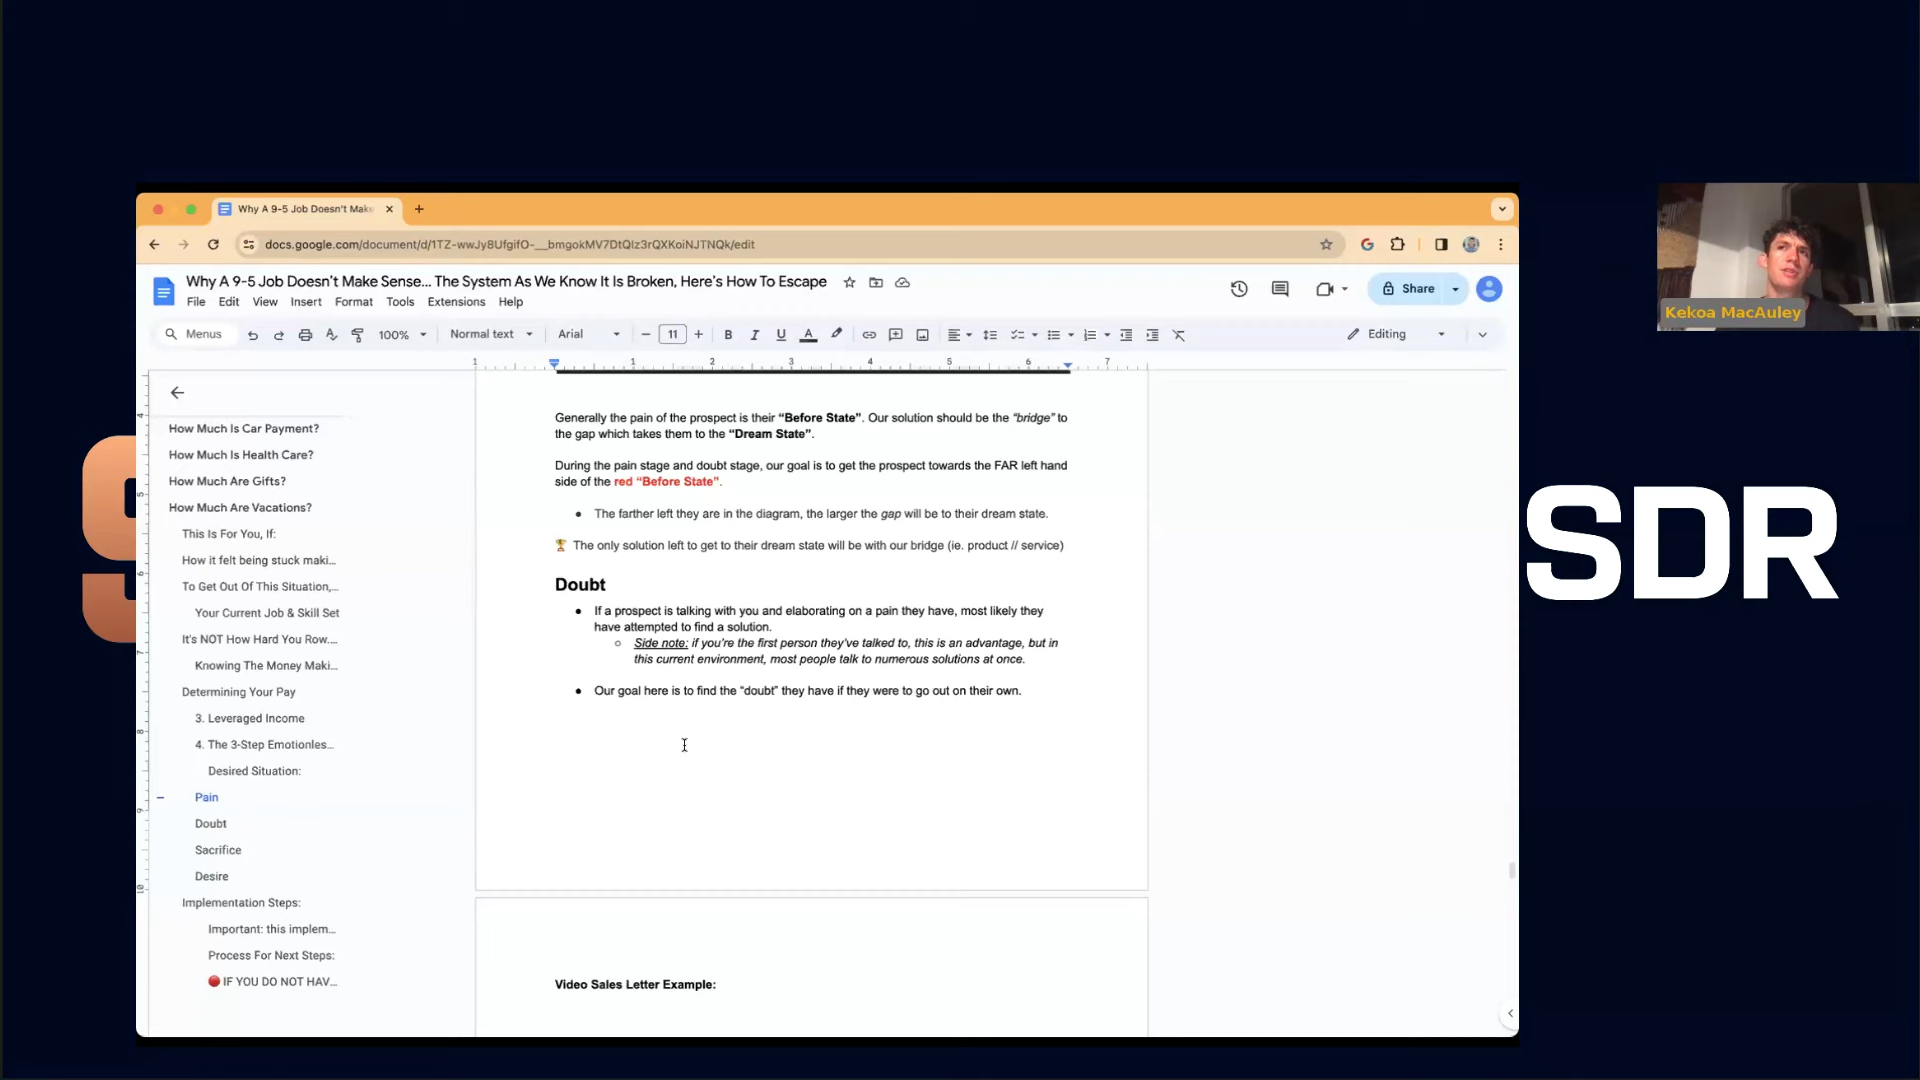 Why A 9-5 Job Doesn't Make
docs.google.com/document/d/1TZ-wwJy8UfgifO-__bmgokMV7DtQIz3rQXKoiNJTNQk/edit
Why A 9-5 Job Doesn't Make Sense... The System As We Know It Is Broken, Here's How To Escape
File Edit View Insert Format Tools Extensions Help
Share
Menus 100% Normal text Arial 11 Editing
1 1 2 3 4 5 6 7
Kekoa MacAuley
How Much Is Car Payment?
How Much Is Health Care?
How Much Are Gifts?
How Much Are Vacations?
This Is For You, If:
How it felt being stuck maki...
To Get Out Of This Situation,...
Your Current Job & Skill Set
It's NOT How Hard You Row....
Knowing The Money Maki...
Determining Your Pay
3. Leveraged Income
4. The 3-Step Emotionles...
Desired Situation:
Pain
Doubt
Sacrifice
Desire
Implementation Steps:
Important: this implem...
Process For Next Steps:
🔴 IF YOU DO NOT HAV...
Generally the pain of the prospect is their “Before State”. Our solution should be the “bridge” to
the gap which takes them to the “Dream State”.
During the pain stage and doubt stage, our goal is to get the prospect towards the FAR left hand
side of the red “Before State”.
● The farther left they are in the diagram, the larger the gap will be to their dream state.
🏆 The only solution left to get to their dream state will be with our bridge (ie. product // service)
Doubt
● If a prospect is talking with you and elaborating on a pain they have, most likely they
have attempted to find a solution.
○ Side note: if you're the first person they've talked to, this is an advantage, but in
this current environment, most people talk to numerous solutions at once.
● Our goal here is to find the “doubt” they have if they were to go out on their own.
Video Sales Letter Example:
SDR